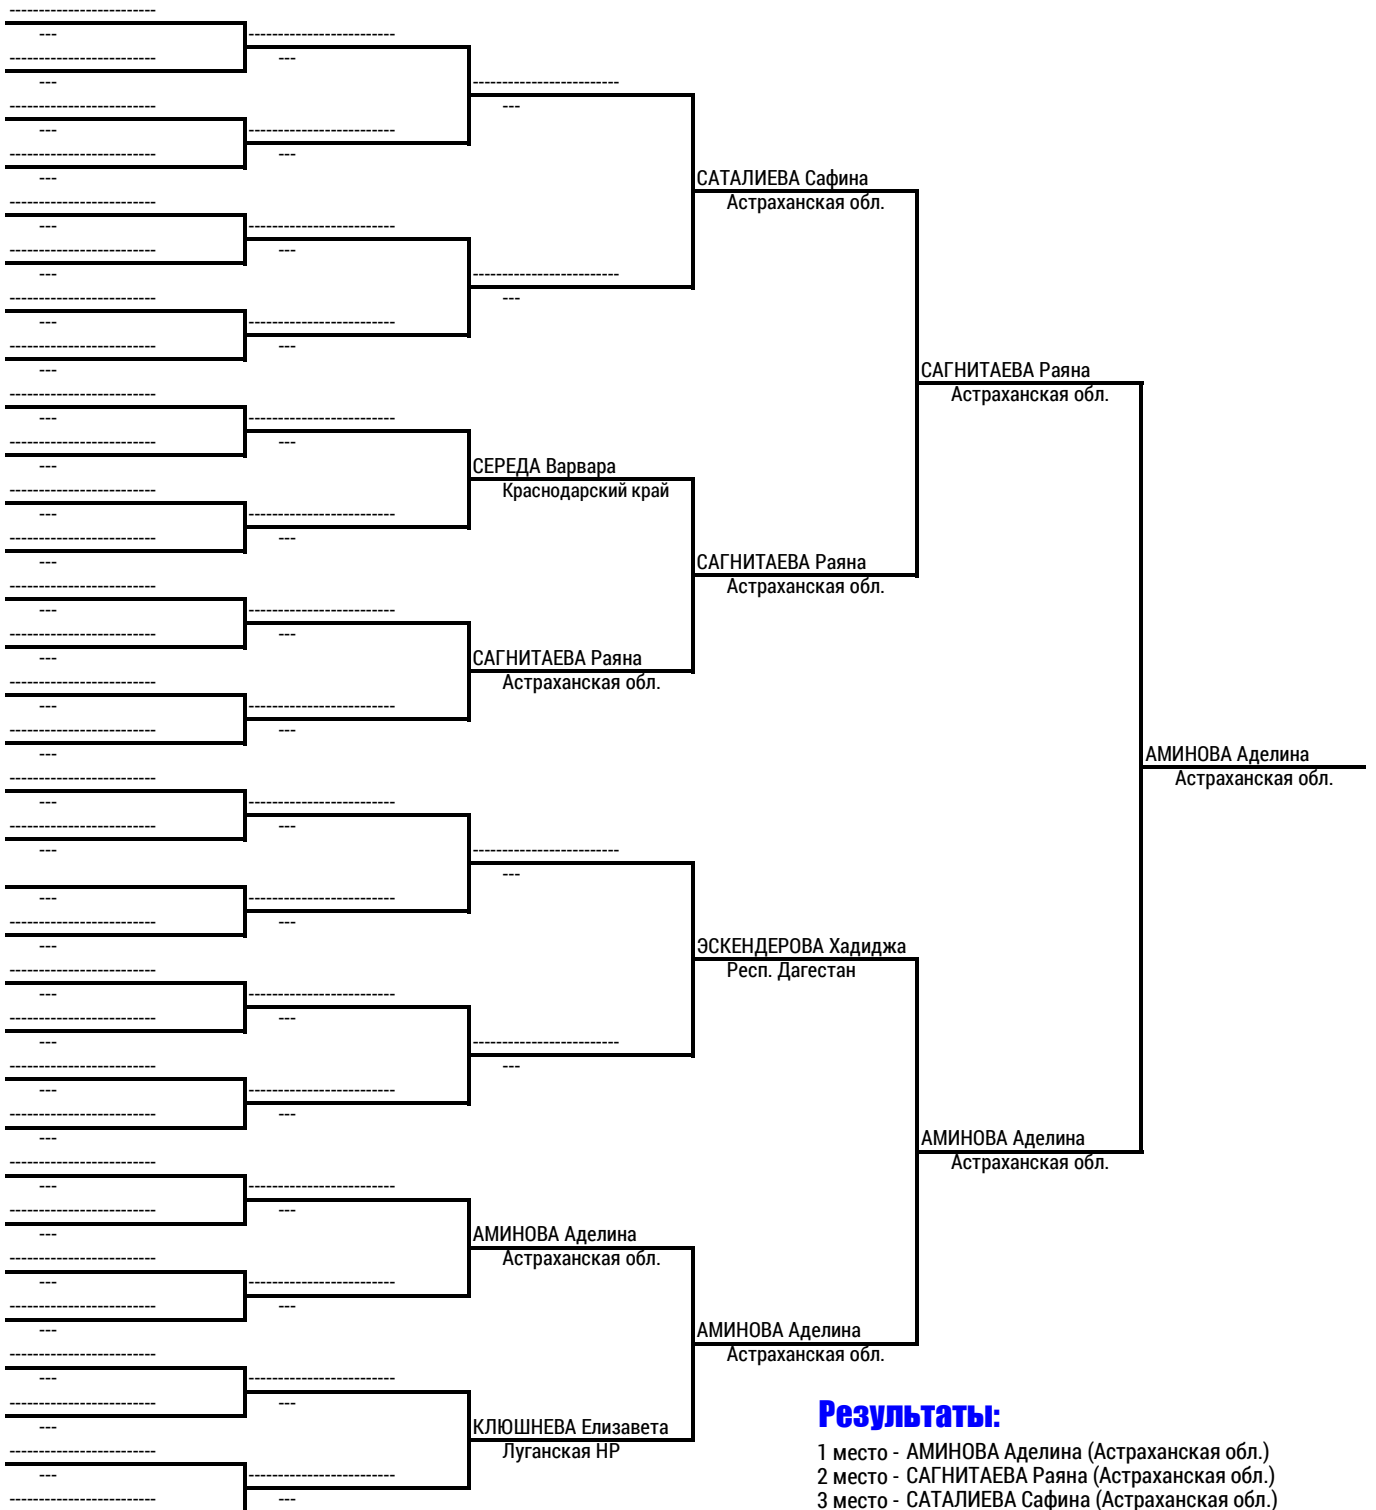 САТАЛИЕВА Сафина
Астраханская обл.
САГНИТАЕВА Раяна
Астраханская обл.
СЕРЕДА Варвара
Краснодарский край
САГНИТАЕВА Раяна
Астраханская обл.
САГНИТАЕВА Раяна
Астраханская обл.
АМИНОВА Аделина
Астраханская обл.
ЭСКЕНДЕРОВА Хадиджа
Респ. Дагестан
АМИНОВА Аделина
Астраханская обл.
АМИНОВА Аделина
Астраханская обл.
АМИНОВА Аделина
Астраханская обл.
КЛЮШНЕВА Елизавета
Луганская НР
Результаты:
1 место - АМИНОВА Аделина (Астраханская обл.)
2 место - САГНИТАЕВА Раяна (Астраханская обл.)
3 место - САТАЛИЕВА Сафина (Астраханская обл.)